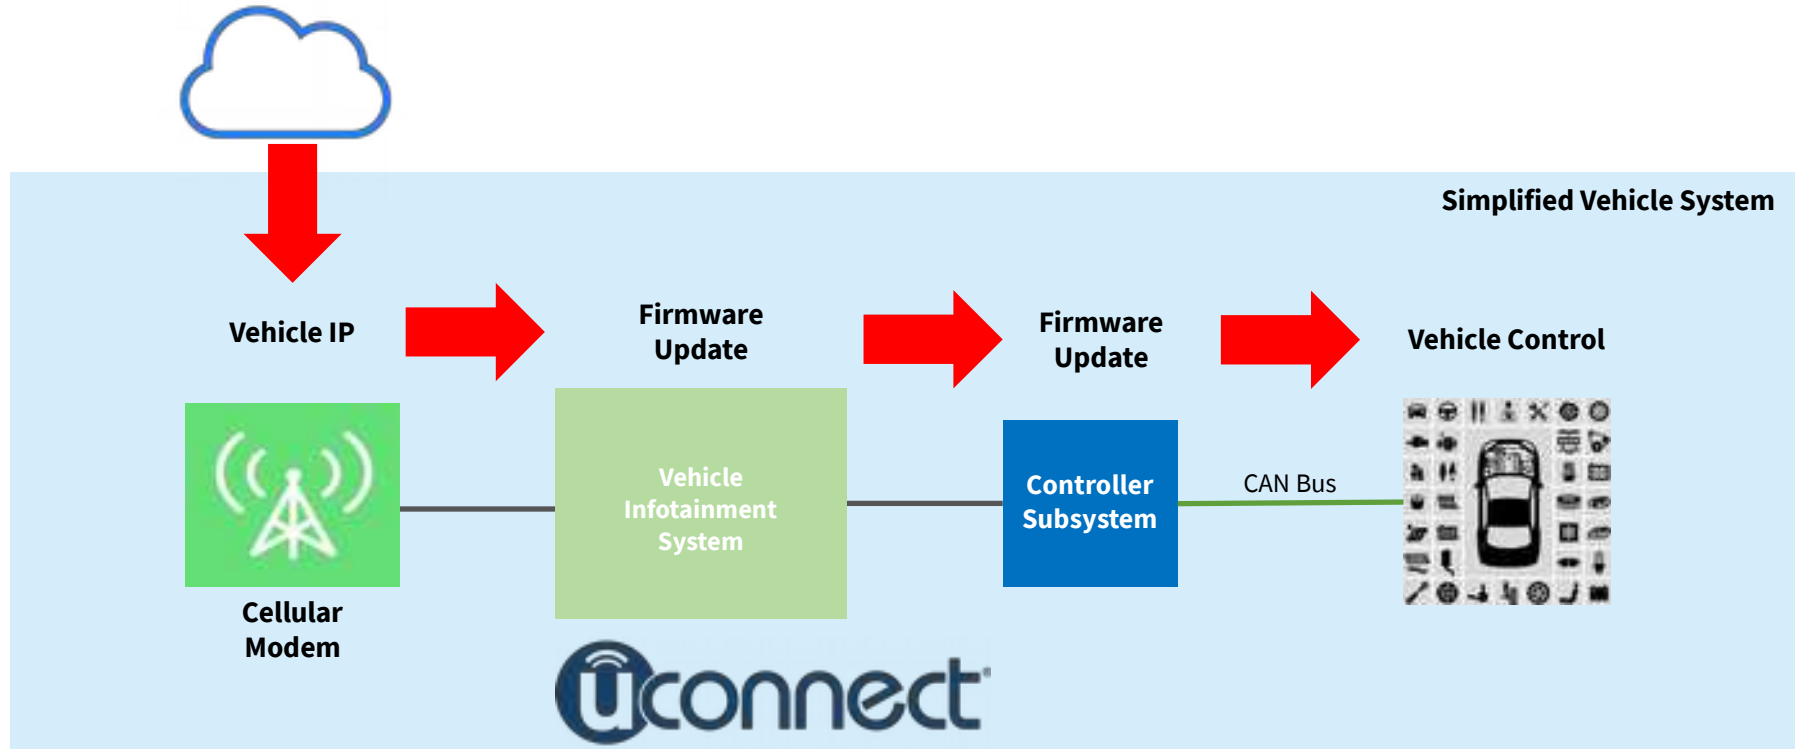 Simplified Vehicle System
Vehicle IP
Firmware
Update
Firmware
Update
Vehicle Control
Vehicle
Infotainment
System
Controller
Subsystem
CAN Bus
Cellular
Modem
uconnect